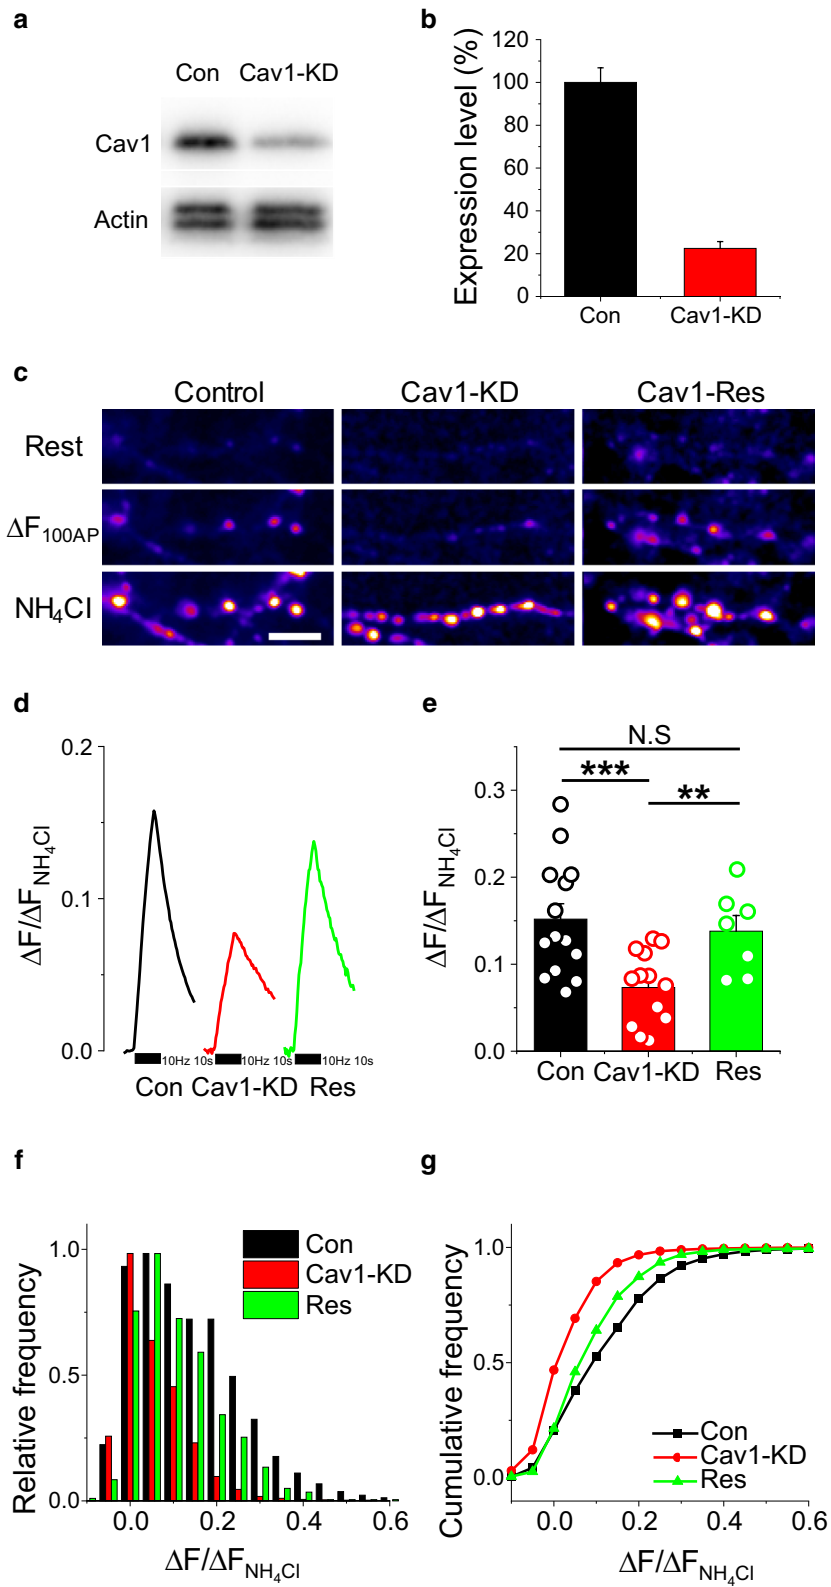 a
Con Cav1-KD
Cav1
Actin
b
Expression level (%)
120
100
80
60
40
20
0
Con Cav1-KD
c
Control Cav1-KD Cav1-Res
Rest
ΔF100AP
NH4Cl
d
ΔF/ΔFNH4Cl
0.2
0.1
0.0
10Hz 10s 10Hz 10s 10Hz 10s
Con Cav1-KD Res
e
N.S
*** **
ΔF/ΔFNH4Cl
0.3
0.2
0.1
0.0
Con Cav1-KD Res
f
Relative frequency
1.0
0.5
0.0
Con
Cav1-KD
Res
0.0 0.2 0.4 0.6
ΔF/ΔFNH4Cl
g
Cumulative frequency
1.0
0.5
0.0
Con
Cav1-KD
Res
0.0 0.2 0.4 0.6
ΔF/ΔFNH4Cl